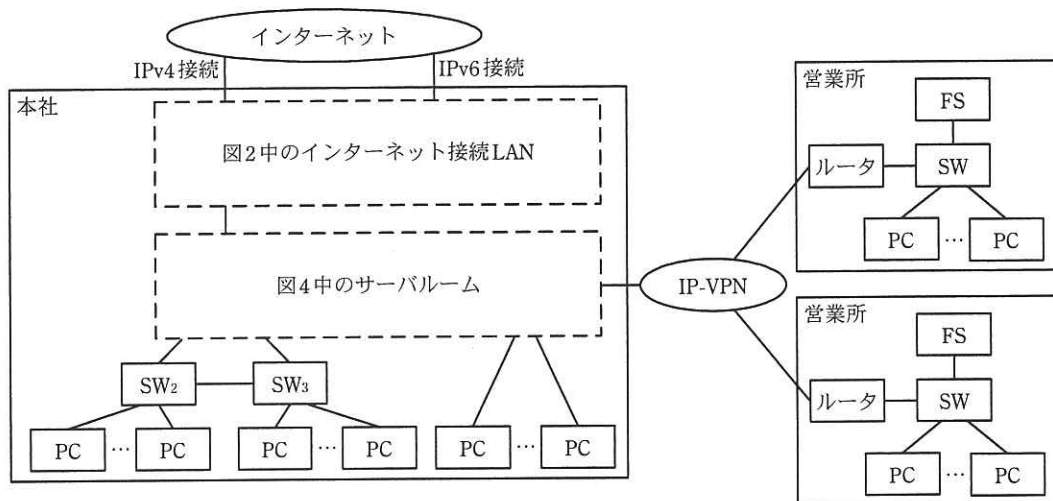 インターネット
IPv4接続
IPv6接続
本社
図2中のインターネット接続LAN
図4中のサーバルーム
SW2
SW3
PC
…
PC
PC
…
PC
PC
…
PC
IP-VPN
営業所
FS
ルータ
SW
PC
…
PC
営業所
FS
ルータ
SW
PC
…
PC